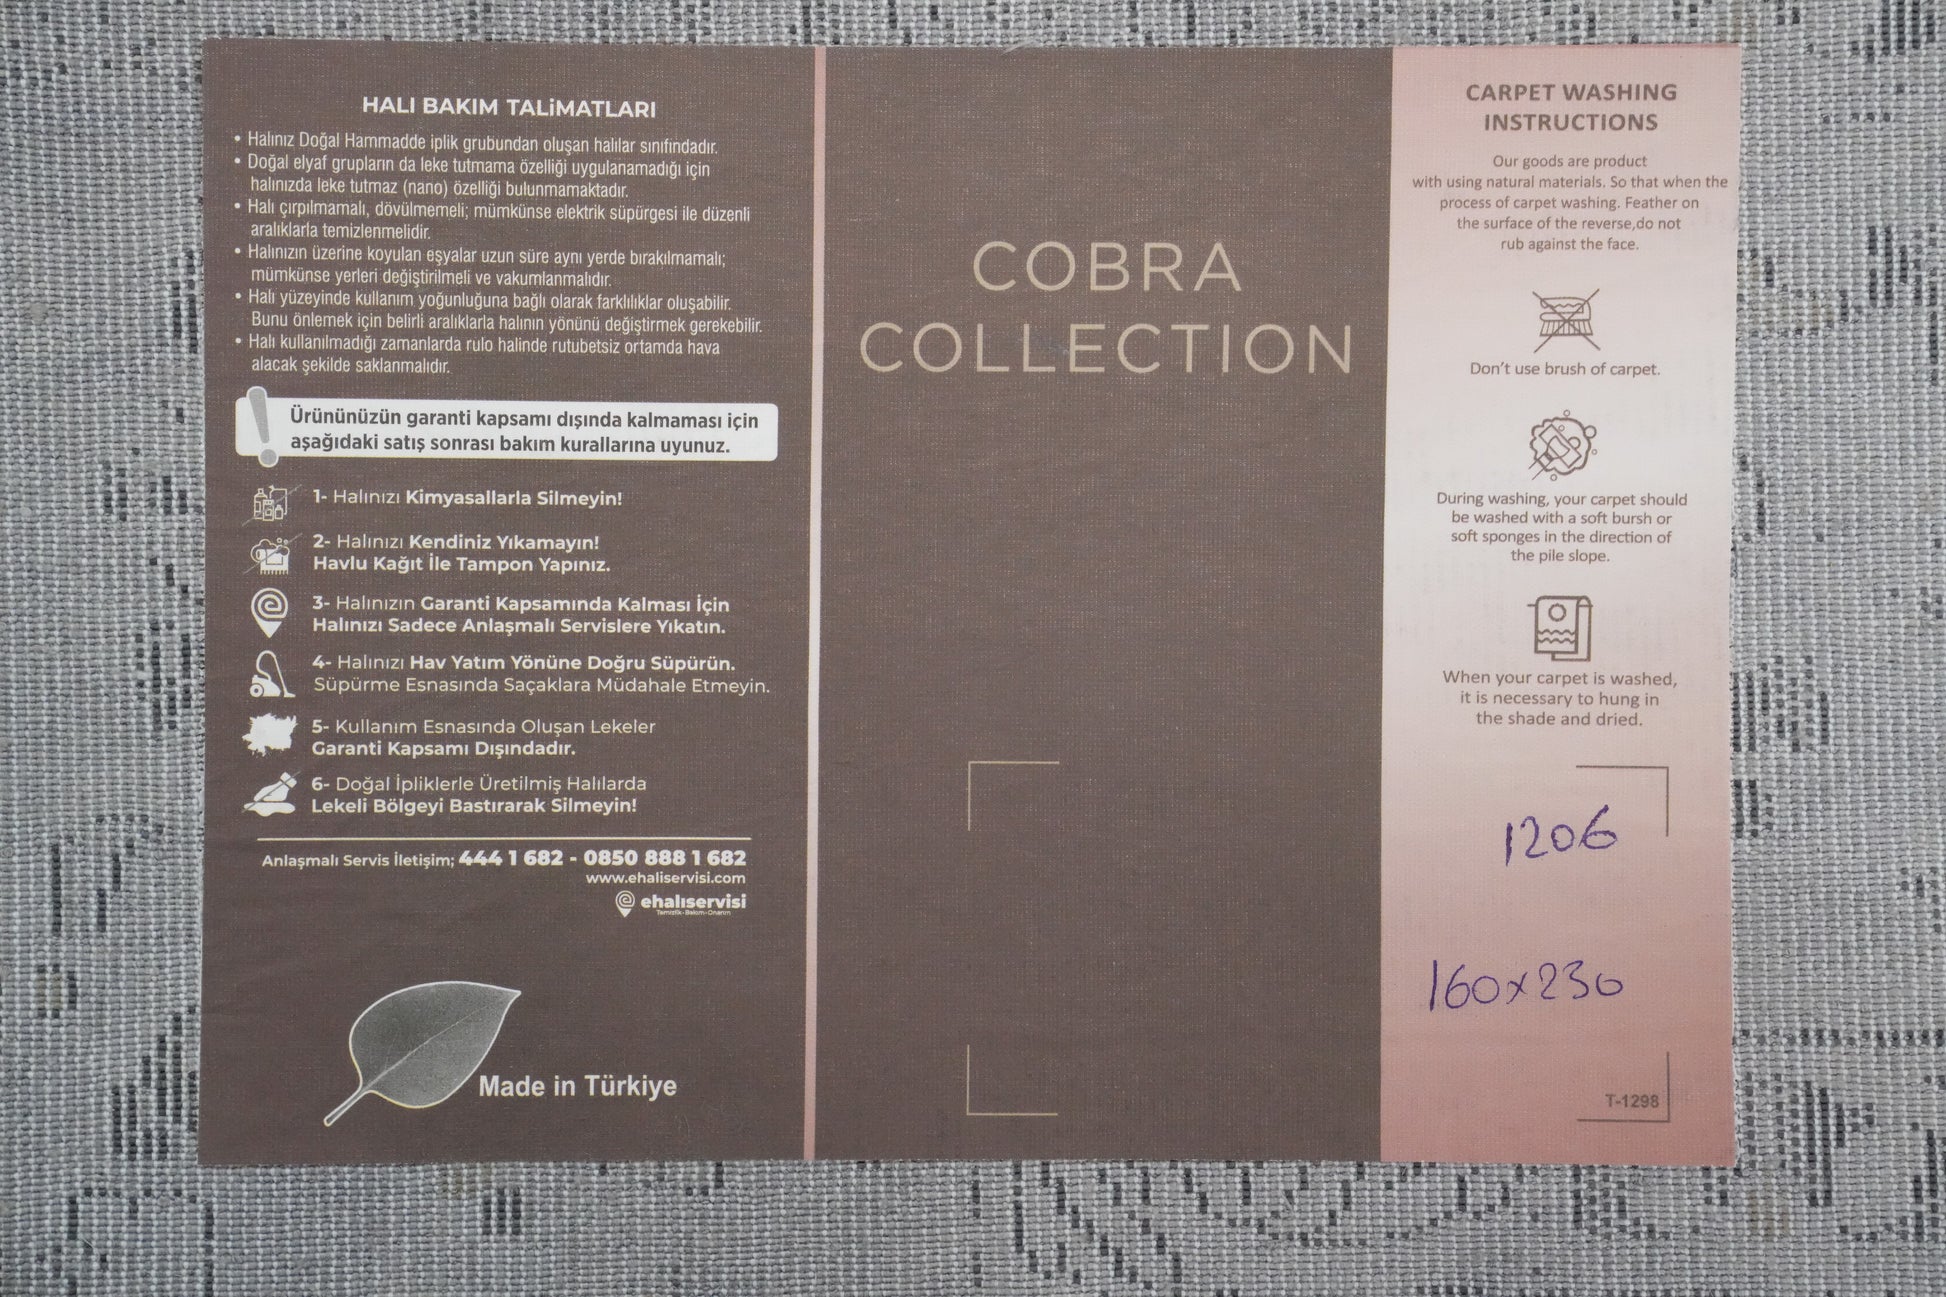 HALI BAKIM TALiMATLARI
• Halınız Doğal Hammadde iplik grubundan oluşan halılar sınıfındadır.
• Doğal elyaf grupların da leke tutmama özelliği uygulanamadığı için
halınızda leke tutmaz (nano) özelliği bulunmamaktadır.
• Halı çırpılmamalı, dövülmemeli; mümkünse elektrik süpürgesi ile düzenli
aralıklarla temizlenmelidir.
• Halınızın üzerine koyulan eşyalar uzun süre aynı yerde bırakılmamalı;
mümkünse yerleri değiştirilmeli ve vakumlanmalıdır.
• Halı yüzeyinde kullanım yoğunluğuna bağlı olarak farklılıklar oluşabilir.
Bunu önlemek için belirli aralıklarla halının yönünü değiştirmek gerekebilir.
• Halı kullanılmadığı zamanlarda rulo halinde rutubetsiz ortamda hava
alacak şekilde saklanmalıdır.
Ürününüzün garanti kapsamı dışında kalmaması için
aşağıdaki satış sonrası bakım kurallarına uyunuz.
1- Halınızı Kimyasallarla Silmeyin!
2- Halınızı Kendiniz Yıkamayın!
Havlu Kağıt İle Tampon Yapınız.
3- Halınızın Garanti Kapsamında Kalması İçin
Halınızı Sadece Anlaşmalı Servislere Yıkatın.
4- Halınızı Hav Yatım Yönüne Doğru Süpürün.
Süpürme Esnasında Saçaklara Müdahale Etmeyin.
5- Kullanım Esnasında Oluşan Lekeler
Garanti Kapsamı Dışındadır.
6- Doğal İpliklerle Üretilmiş Halılarda
Lekeli Bölgeyi Bastırarak Silmeyin!
Anlaşmalı Servis İletişim; 444 1 682 - 0850 888 1 682
www.ehaliservisi.com
ehalıservisi
Temizlik - Bakım - Onarım
Made in Türkiye
COBRA
COLLECTION
CARPET WASHING
INSTRUCTIONS
Our goods are product
with using natural materials. So that when the
process of carpet washing. Feather on
the surface of the reverse,do not
rub against the face.
Don't use brush of carpet.
During washing, your carpet should
be washed with a soft bursh or
soft sponges in the direction of
the pile slope.
When your carpet is washed,
it is necessary to hung in
the shade and dried.
1206
160x230
T-1298